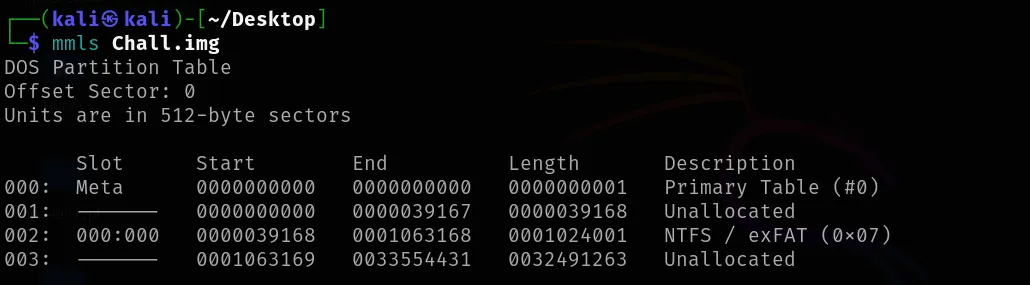 ┌──(kali㉿kali)-[~/Desktop]
└─$ mmls Chall.img
DOS Partition Table
Offset Sector: 0
Units are in 512-byte sectors

      Slot      Start        End          Length       Description
000:  Meta      0000000000   0000000000   0000000001   Primary Table (#0)
001:  -------   0000000000   0000039167   0000039168   Unallocated
002:  000:000   0000039168   0001063168   0001024001   NTFS / exFAT (0x07)
003:  -------   0001063169   0033554431   0032491263   Unallocated